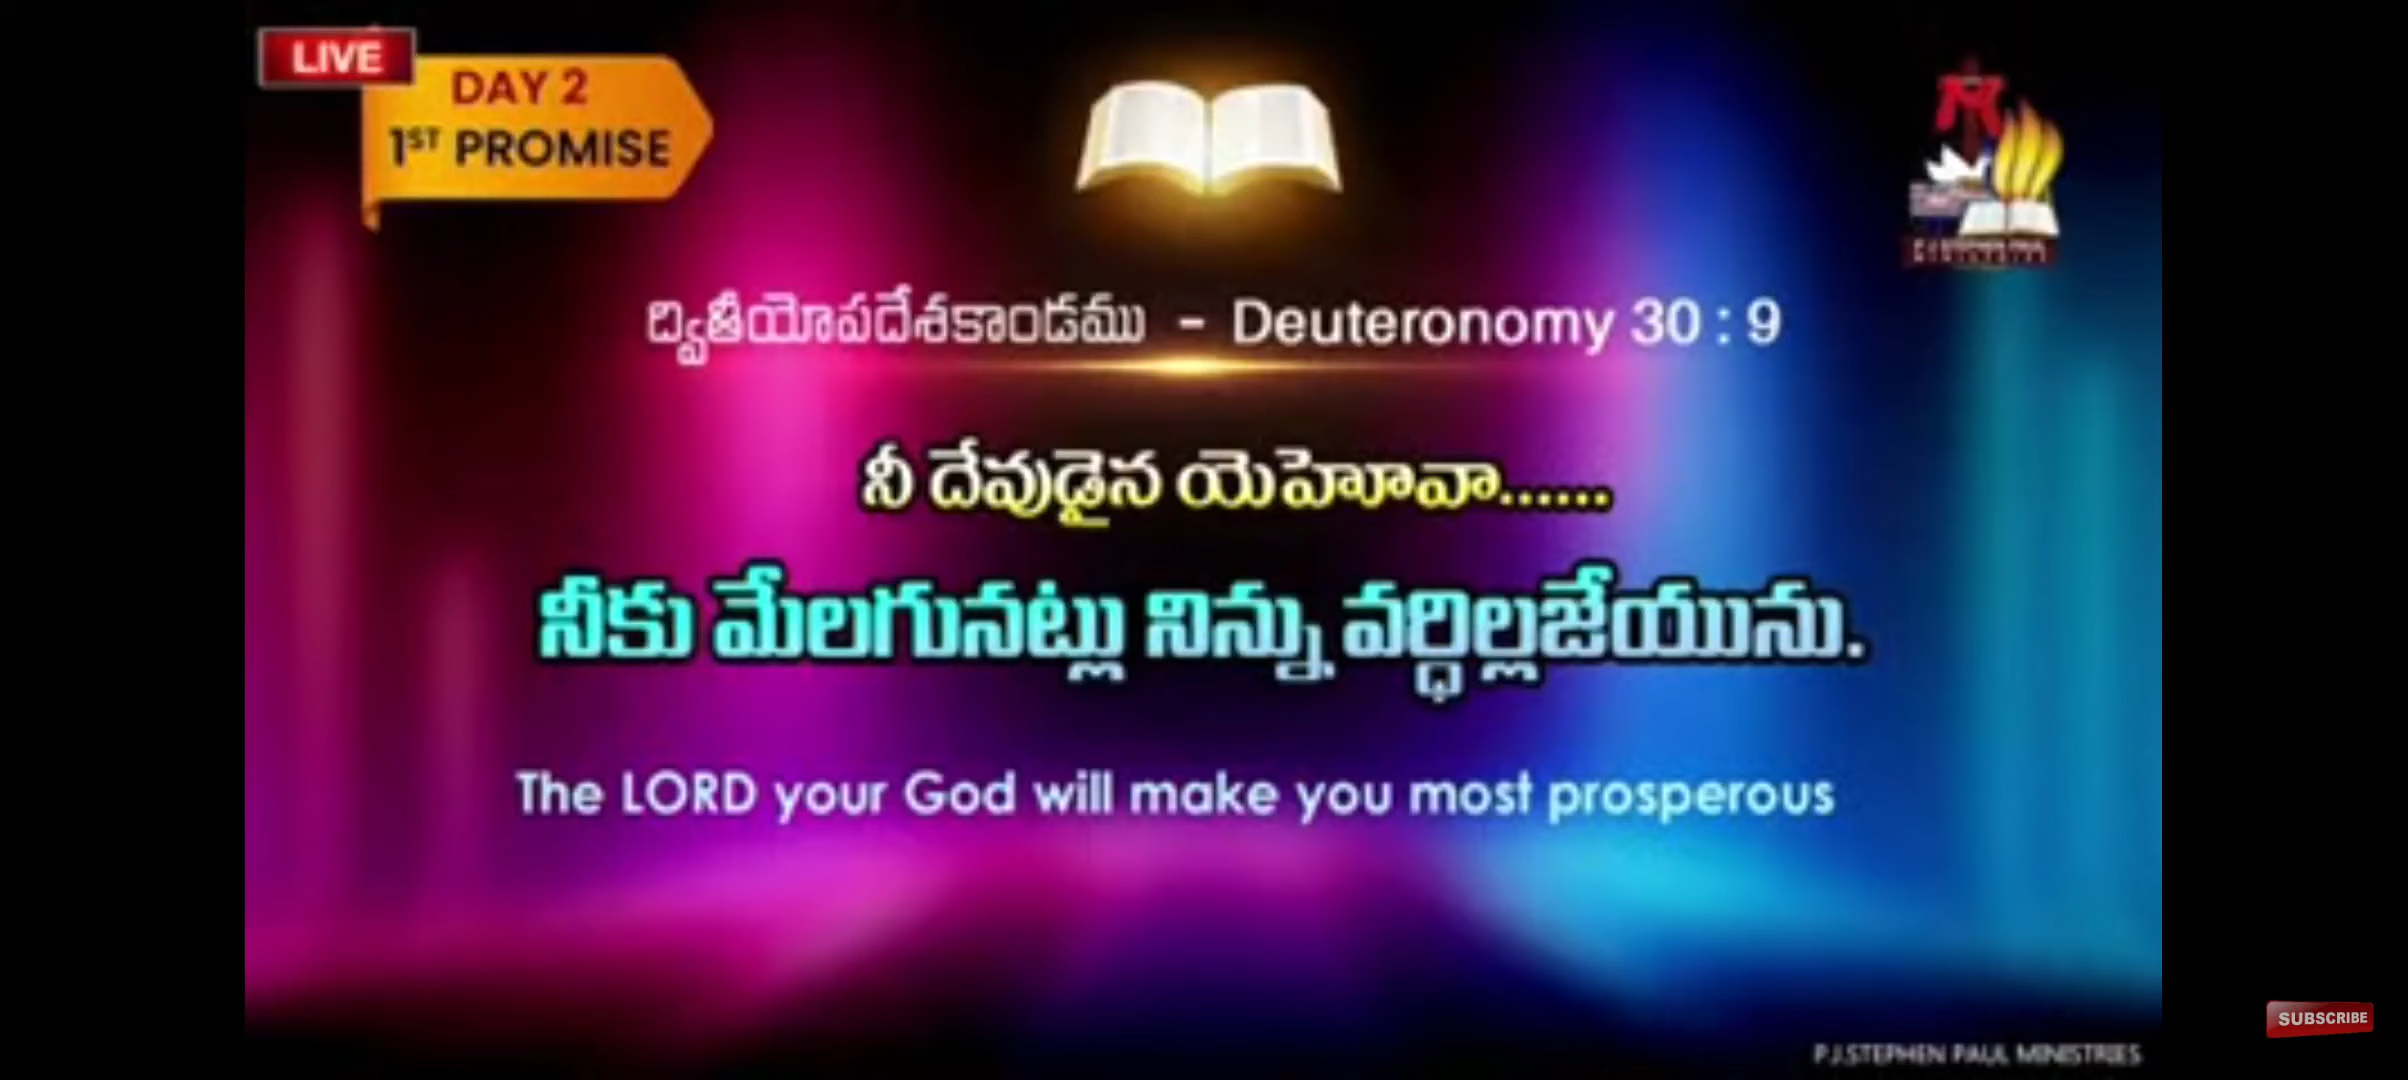 LIVE
DAY 2
1ST PROMISE
ద్వితీయోపదేశకాండము - Deuteronomy 30 : 9
నీ దేవుడైన యెహోవా......
నీకు మేలగునట్లు నిన్ను వర్ధిల్లజేయును.
The LORD your God will make you most prosperous
SUBSCRIBE
P.J.STEPHEN PAUL MINISTRIES